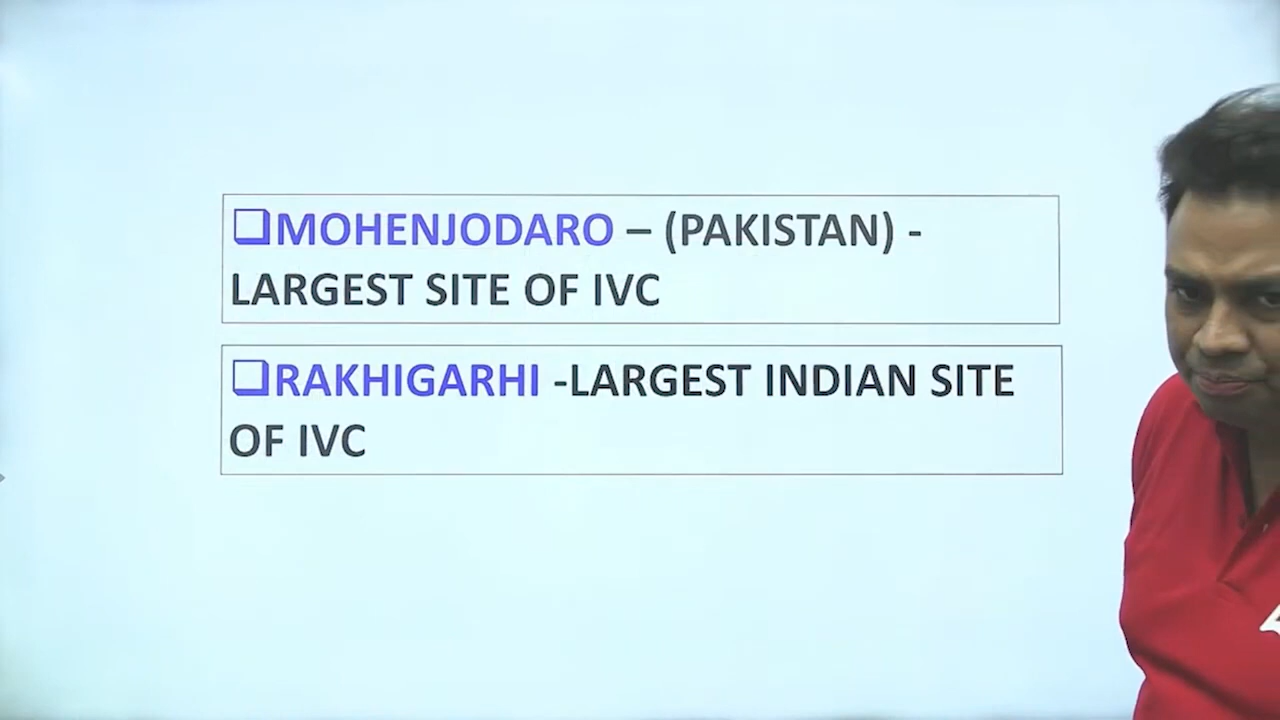 ❑MOHENJODARO – (PAKISTAN) -
LARGEST SITE OF IVC
❑RAKHIGARHI -LARGEST INDIAN SITE
OF IVC